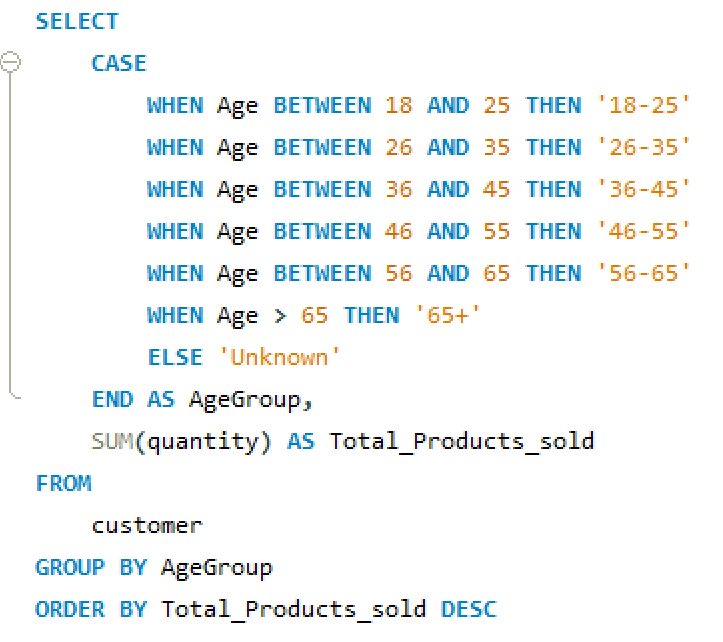 SELECT
CASE
WHEN Age BETWEEN 18 AND 25 THEN '18-25'
WHEN Age BETWEEN 26 AND 35 THEN '26-35'
WHEN Age BETWEEN 36 AND 45 THEN '36-45'
WHEN Age BETWEEN 46 AND 55 THEN '46-55'
WHEN Age BETWEEN 56 AND 65 THEN '56-65'
WHEN Age > 65 THEN '65+'
ELSE 'Unknown'
END AS AgeGroup,
SUM(quantity) AS Total_Products_sold
FROM
customer
GROUP BY AgeGroup
ORDER BY Total_Products_sold DESC